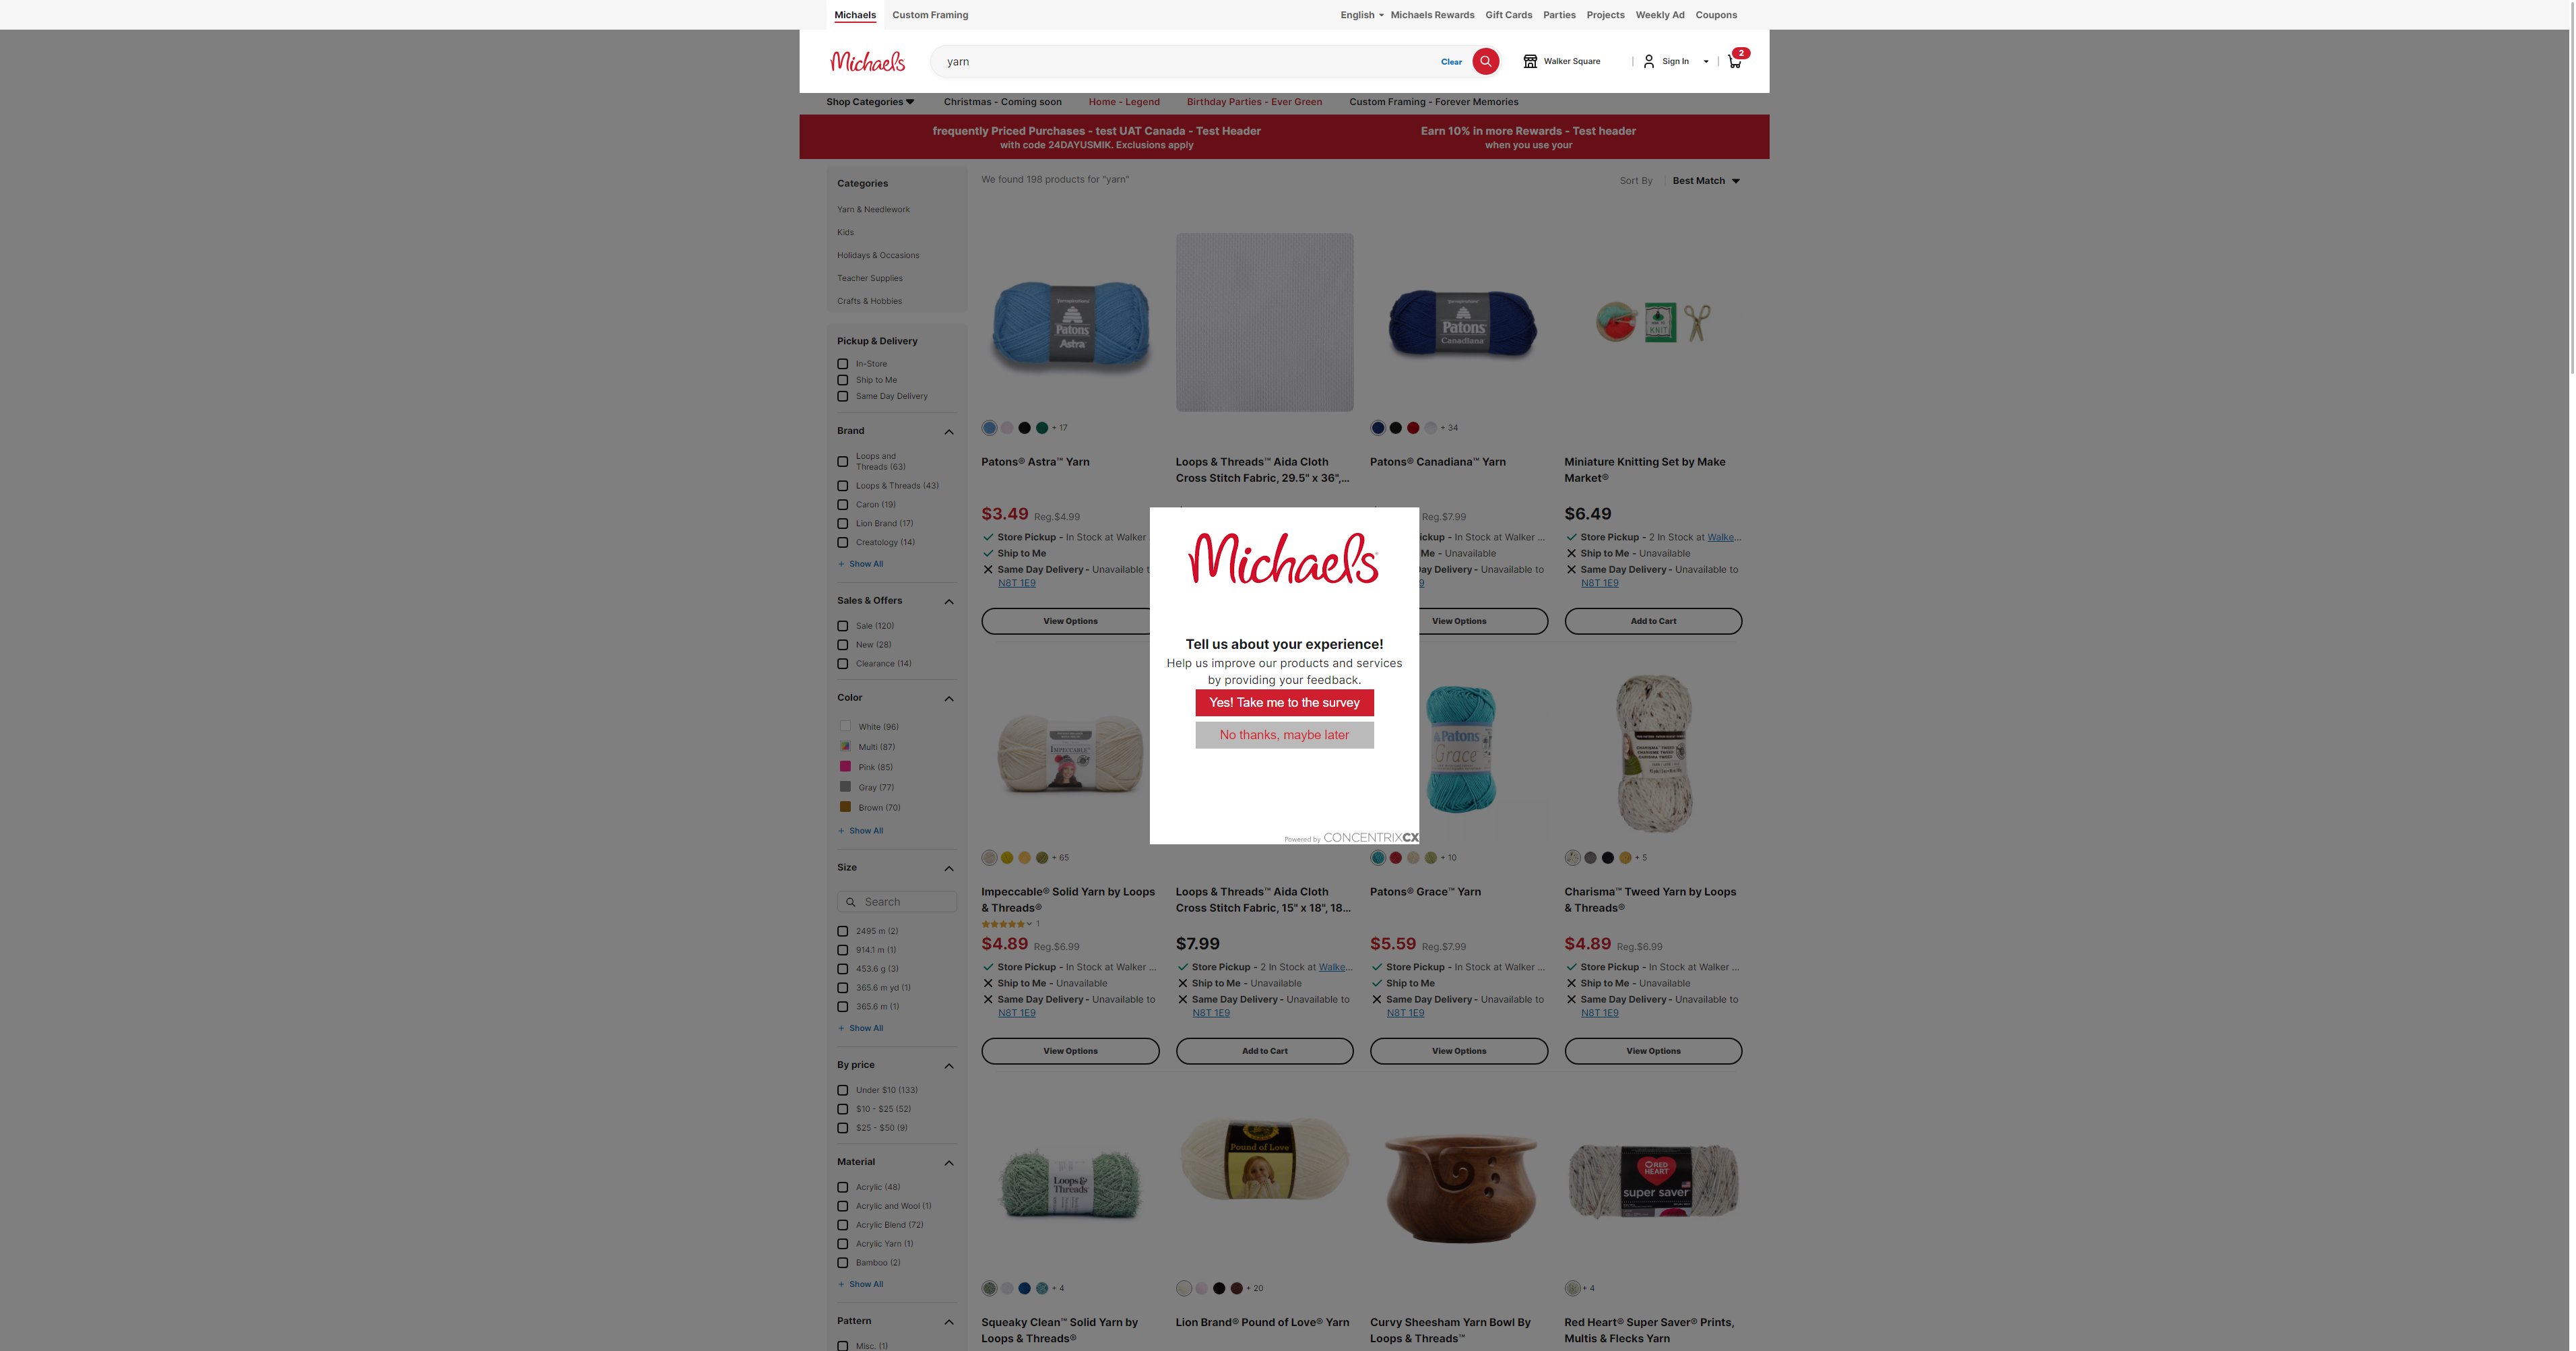 Michaels
Custom Framing
English
Michaels Rewards
Gift Cards
Parties
Projects
Weekly Ad
Coupons
Michaels
yarn
Clear
Walker Square
Sign In
2
Shop Categories
Christmas - Coming soon
Home - Legend
Birthday Parties - Ever Green
Custom Framing - Forever Memories
frequently Priced Purchases - test UAT Canada - Test Header
with code 24DAYUSMIK. Exclusions apply
Earn 10% in more Rewards - Test header
when you use your
Categories
Yarn & Needlework
Kids
Holidays & Occasions
Teacher Supplies
Crafts & Hobbies
Pickup & Delivery
In-Store
Ship to Me
Same Day Delivery
Brand
Loops and
Threads (63)
Loops & Threads (43)
Caron (19)
Lion Brand (17)
Creatology (14)
+ Show All
Sales & Offers
Sale (120)
New (28)
Clearance (14)
Color
White (96)
Multi (87)
Pink (85)
Gray (77)
Brown (70)
+ Show All
Size
Search
2495 m (2)
914.1 m (1)
453.6 g (3)
365.6 m yd (1)
365.6 m (1)
+ Show All
By price
Under $10 (133)
$10 - $25 (52)
$25 - $50 (9)
Material
Acrylic (48)
Acrylic and Wool (1)
Acrylic Blend (72)
Acrylic Yarn (1)
Bamboo (2)
+ Show All
Pattern
Misc. (1)
We found 198 products for "yarn"
Sort By
Best Match
Patons
Astra
+ 17
Patons® Astra™ Yarn
$3.49 Reg.$4.99
Store Pickup - In Stock at Walker
Ship to Me
Same Day Delivery - Unavailable t
N8T 1E9
View Options
Loops & Threads™ Aida Cloth
Cross Stitch Fabric, 29.5" x 36",...
Patons
Canadiana
+ 34
Patons® Canadiana™ Yarn
Reg.$7.99
ickup - In Stock at Walker ...
Me - Unavailable
ay Delivery - Unavailable to
9
View Options
KNIT
Miniature Knitting Set by Make
Market®
$6.49
Store Pickup - 2 In Stock at Walke...
Ship to Me - Unavailable
Same Day Delivery - Unavailable to
N8T 1E9
Add to Cart
Michaels
Tell us about your experience!
Help us improve our products and services
by providing your feedback.
Yes! Take me to the survey
No thanks, maybe later
Powered by CONCENTRIXCX
IMPECCABLE
+ 65
Impeccable® Solid Yarn by Loops
& Threads®
1
$4.89 Reg.$6.99
Store Pickup - In Stock at Walker ...
Ship to Me - Unavailable
Same Day Delivery - Unavailable to
N8T 1E9
View Options
Loops & Threads™ Aida Cloth
Cross Stitch Fabric, 15" x 18", 18...
$7.99
Store Pickup - 2 In Stock at Walke...
Ship to Me - Unavailable
Same Day Delivery - Unavailable to
N8T 1E9
Add to Cart
Patons
Grace
+ 10
Patons® Grace™ Yarn
$5.59 Reg.$7.99
Store Pickup - In Stock at Walker ...
Ship to Me
Same Day Delivery - Unavailable to
N8T 1E9
View Options
+ 5
Charisma™ Tweed Yarn by Loops
& Threads®
$4.89 Reg.$6.99
Store Pickup - In Stock at Walker ...
Ship to Me - Unavailable
Same Day Delivery - Unavailable to
N8T 1E9
View Options
Loops &
Threads
+ 4
Squeaky Clean™ Solid Yarn by
Loops & Threads®
Pound of Love
+ 20
Lion Brand® Pound of Love® Yarn
Curvy Sheesham Yarn Bowl By
Loops & Threads™
RED
HEART
super saver
+ 4
Red Heart® Super Saver® Prints,
Multis & Flecks Yarn